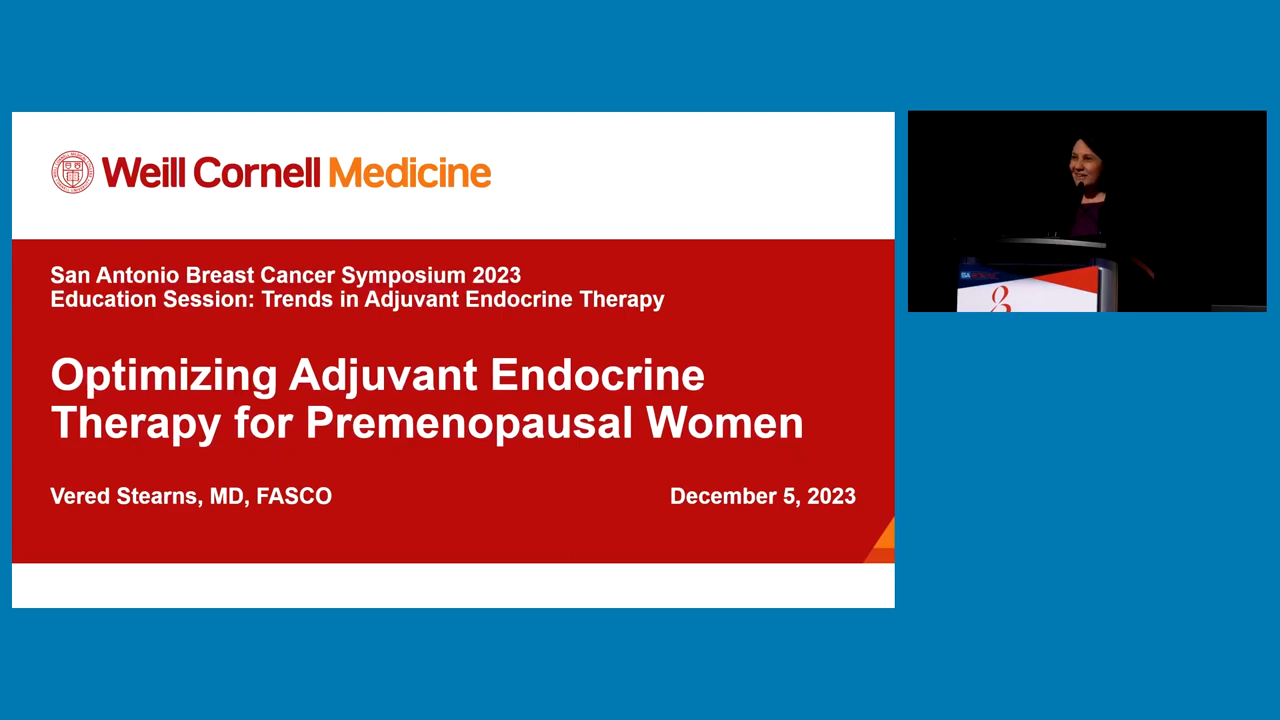 Weill Cornell Medicine
San Antonio Breast Cancer Symposium 2023
Education Session: Trends in Adjuvant Endocrine Therapy
Optimizing Adjuvant Endocrine
Therapy for Premenopausal Women
Vered Stearns, MD, FASCO
December 5, 2023